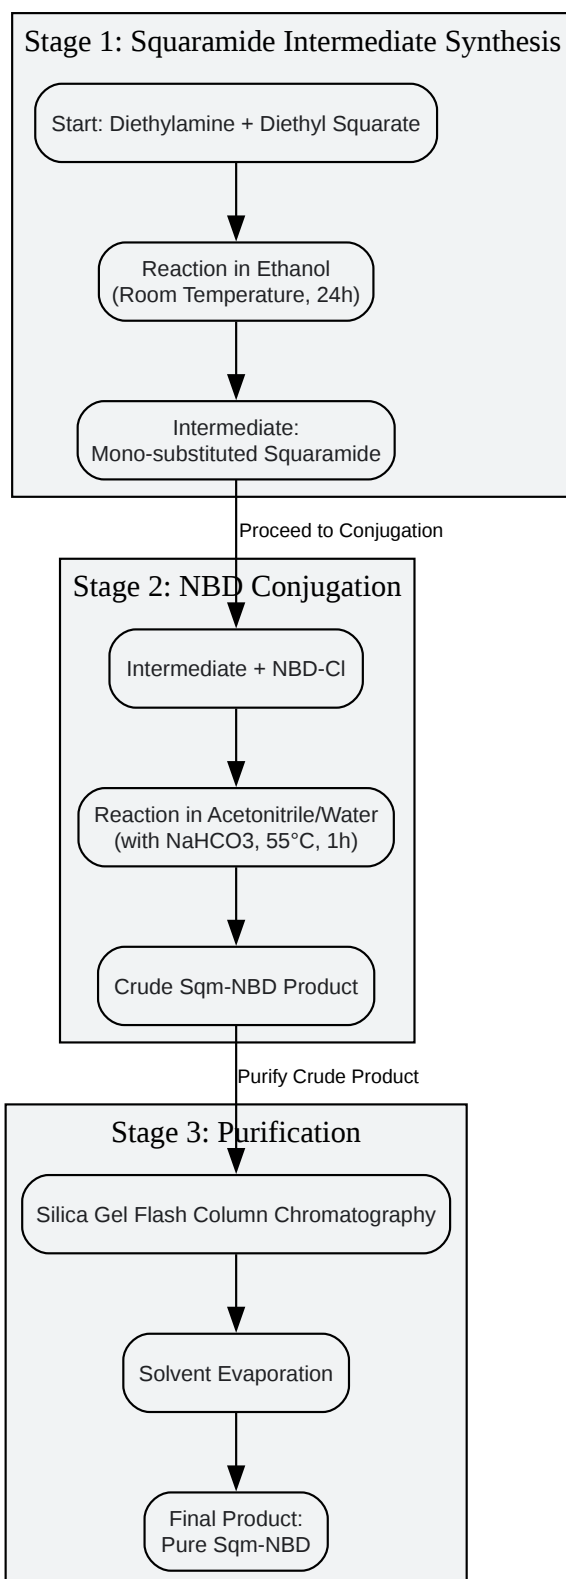 Stage 1: Squaramide Intermediate Synthesis
Start: Diethylamine + Diethyl Squarate
Reaction in Ethanol
(Room Temperature, 24h)
Intermediate:
Mono-substituted Squaramide
Proceed to Conjugation
Stage 2: NBD Conjugation
Intermediate + NBD-Cl
Reaction in Acetonitrile/Water
(with NaHCO3, 55°C, 1h)
Crude Sqm-NBD Product
Purify Crude Product
Stage 3: Purification
Silica Gel Flash Column Chromatography
Solvent Evaporation
Final Product:
Pure Sqm-NBD